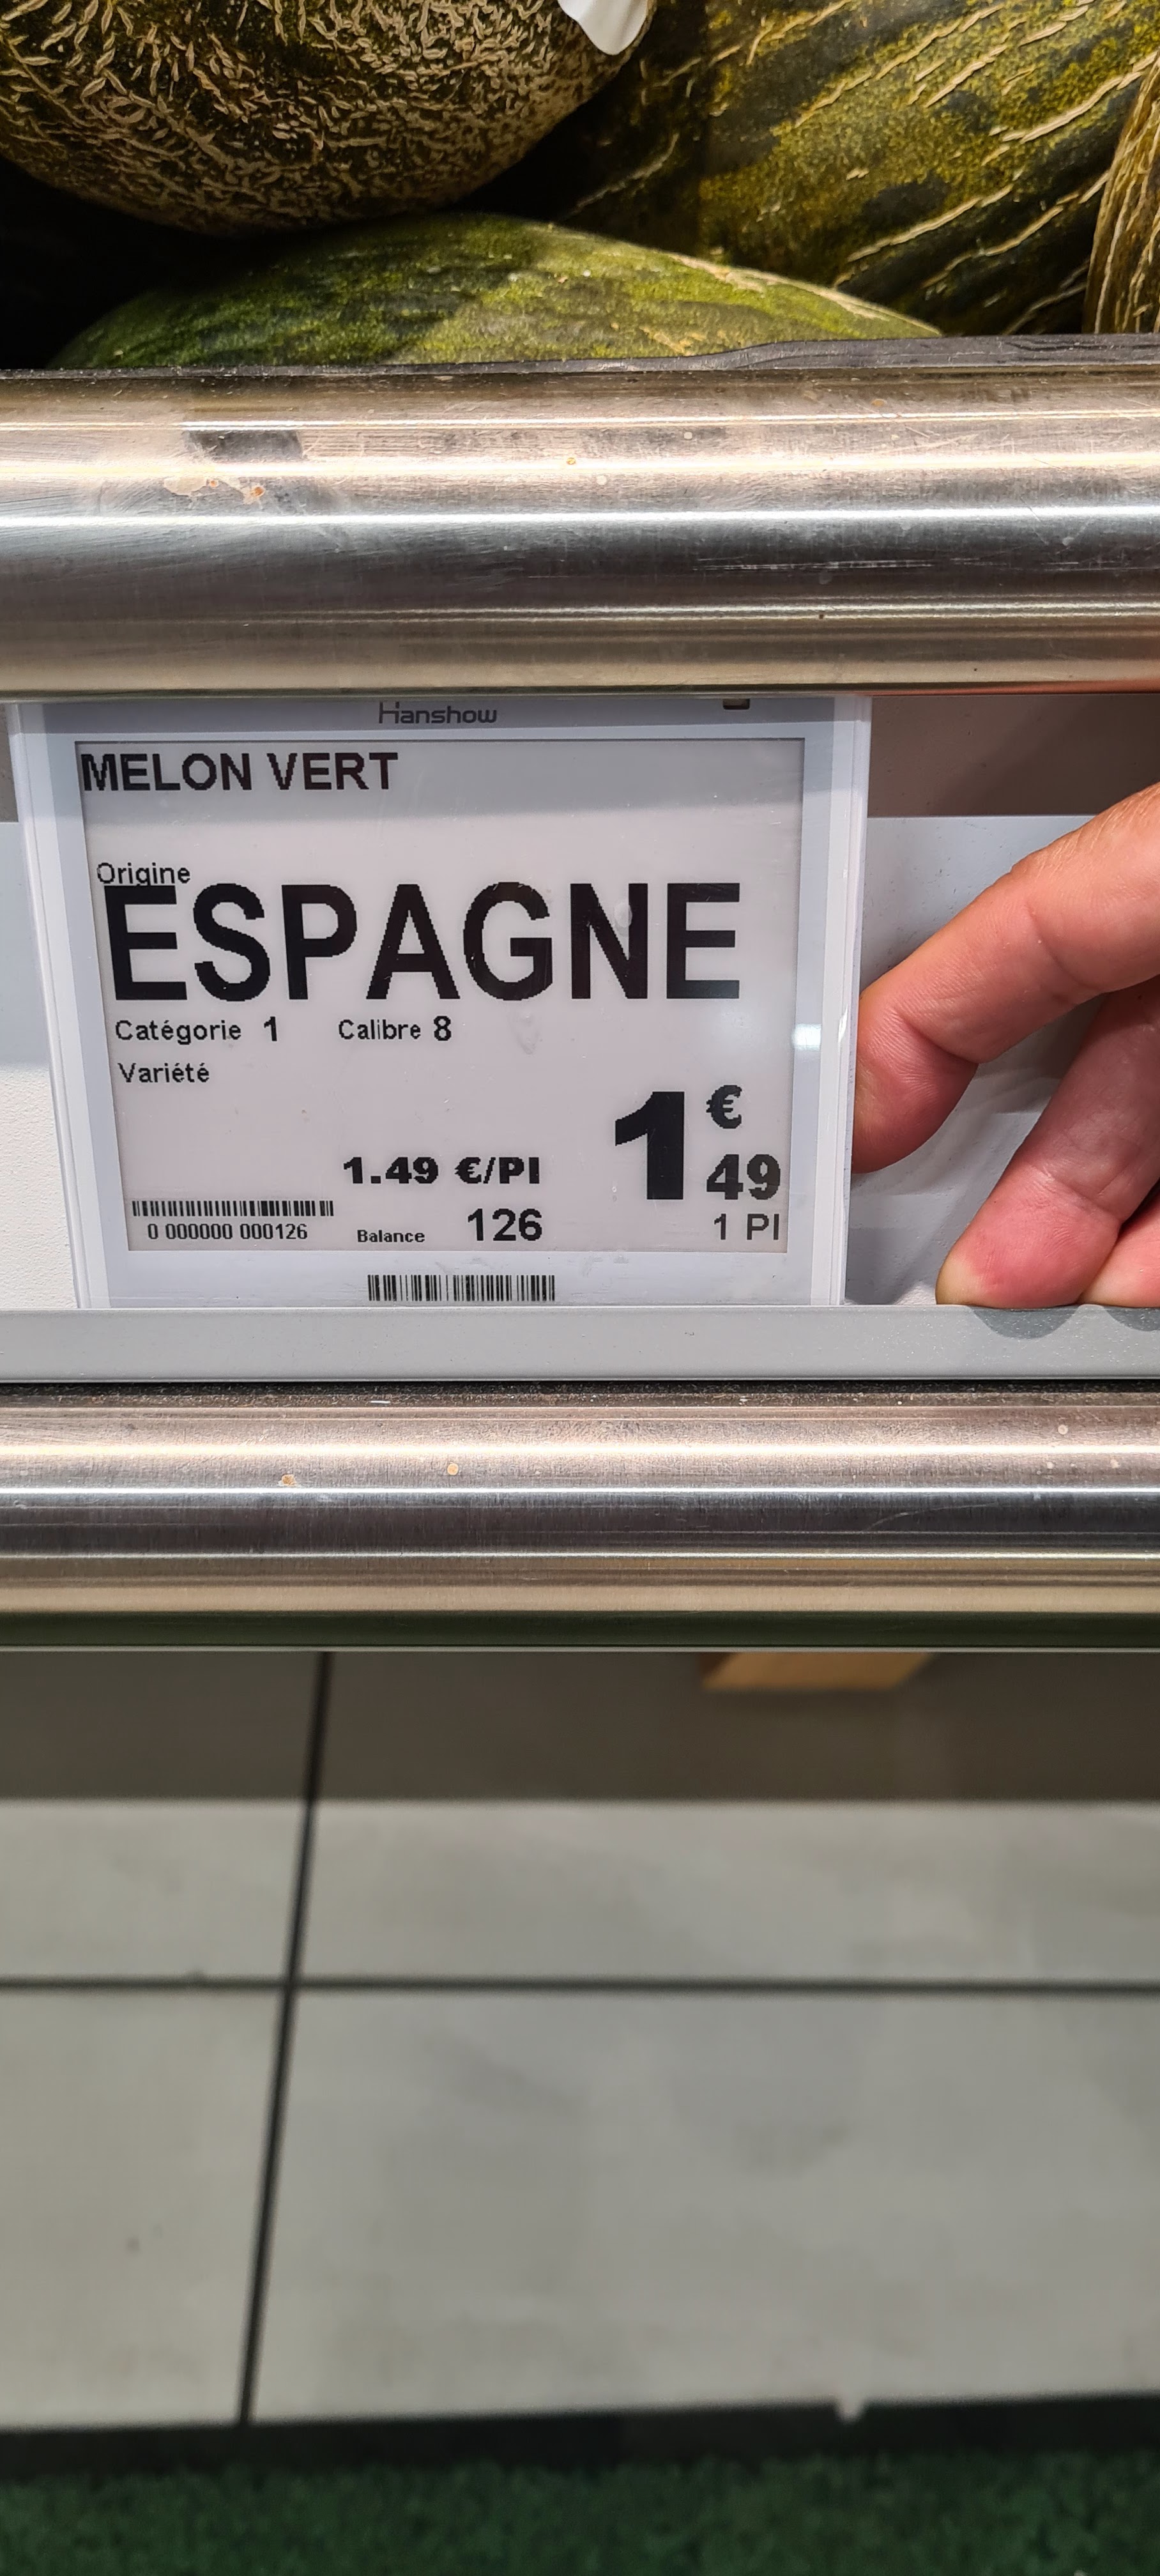 Hanshow
MELON VERT
Origine
ESPAGNE
Catégorie 1 Calibre 8
Variété
1 € 49
1.49 €/PI
1 PI
0 000000 000126
Balance 126